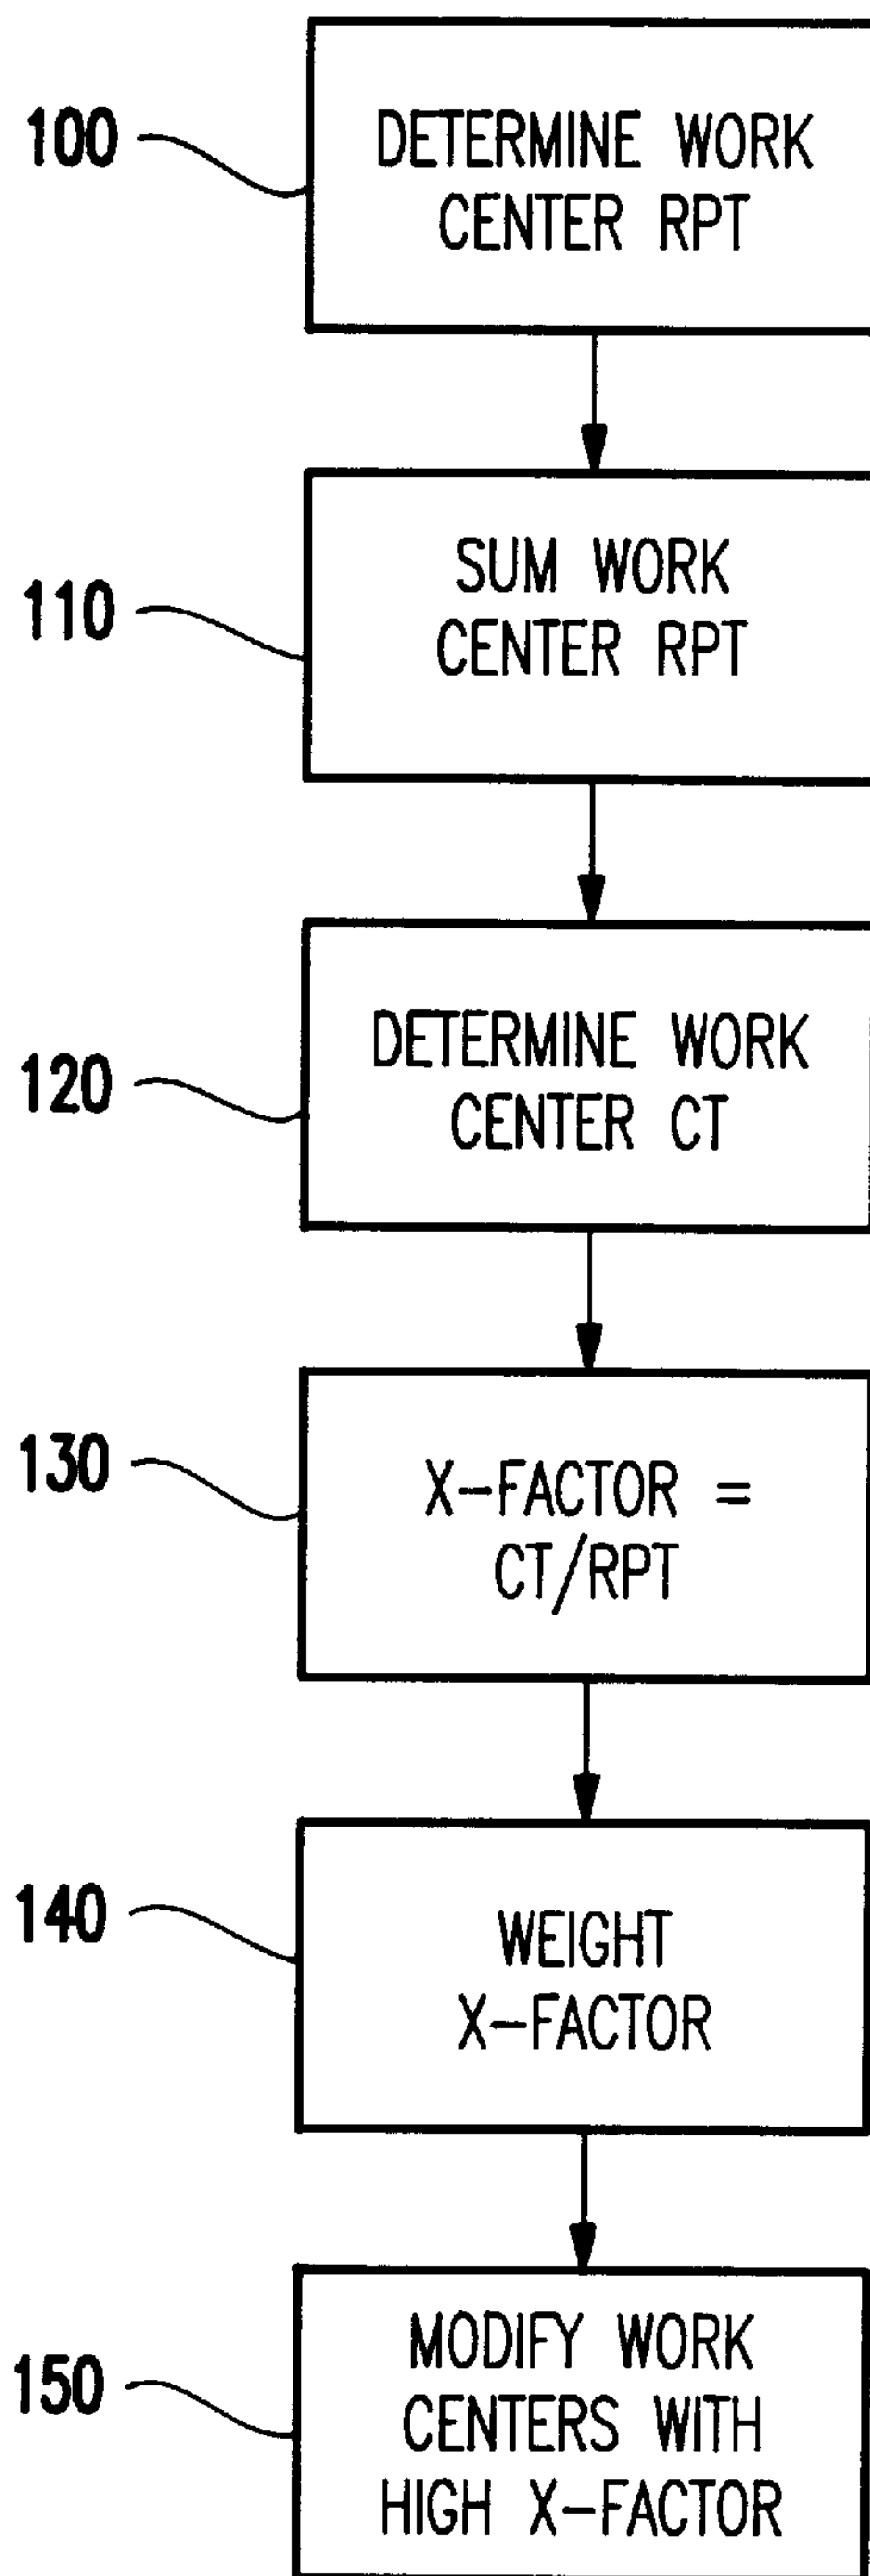 100
DETERMINE WORK
CENTER RPT
110
SUM WORK
CENTER RPT
120
DETERMINE WORK
CENTER CT
130
X-FACTOR =
CT/RPT
140
WEIGHT
X-FACTOR
150
MODIFY WORK
CENTERS WITH
HIGH X-FACTOR